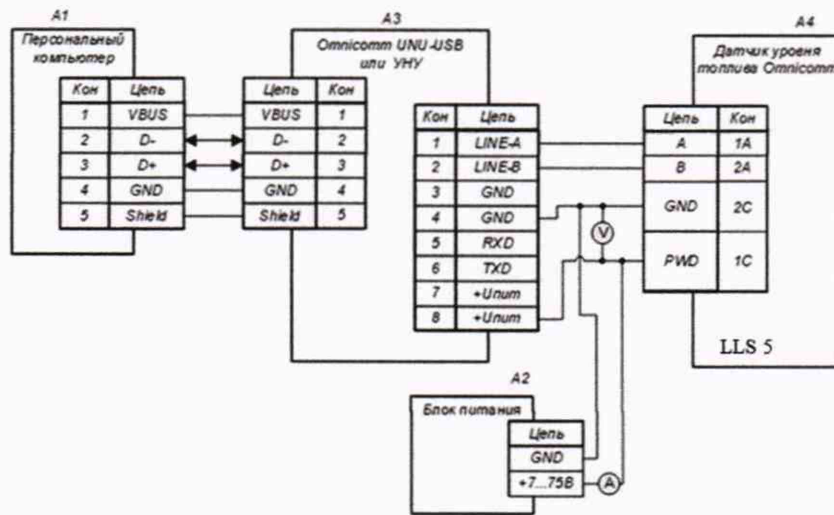 A1
Персональный
компьютер
Кон Цепь
1 VBUS
2 D-
3 D+
4 GND
5 Shield
A3
Omnicomm UNU-USB
или УНУ
Цепь Кон
VBUS 1
D- 2
D+ 3
GND 4
Shield 5
Кон Цепь
1 LINE-A
2 LINE-B
3 GND
4 GND
5 RXD
6 TXD
7 +Uпит
8 +Uпит
V
A4
Датчик уровня
топлива Omnicomm
Цепь Кон
A 1A
B 2A
GND 2C
PWD 1C
LLS 5
A2
Блок питания
Цепь
GND
+7...75В
A